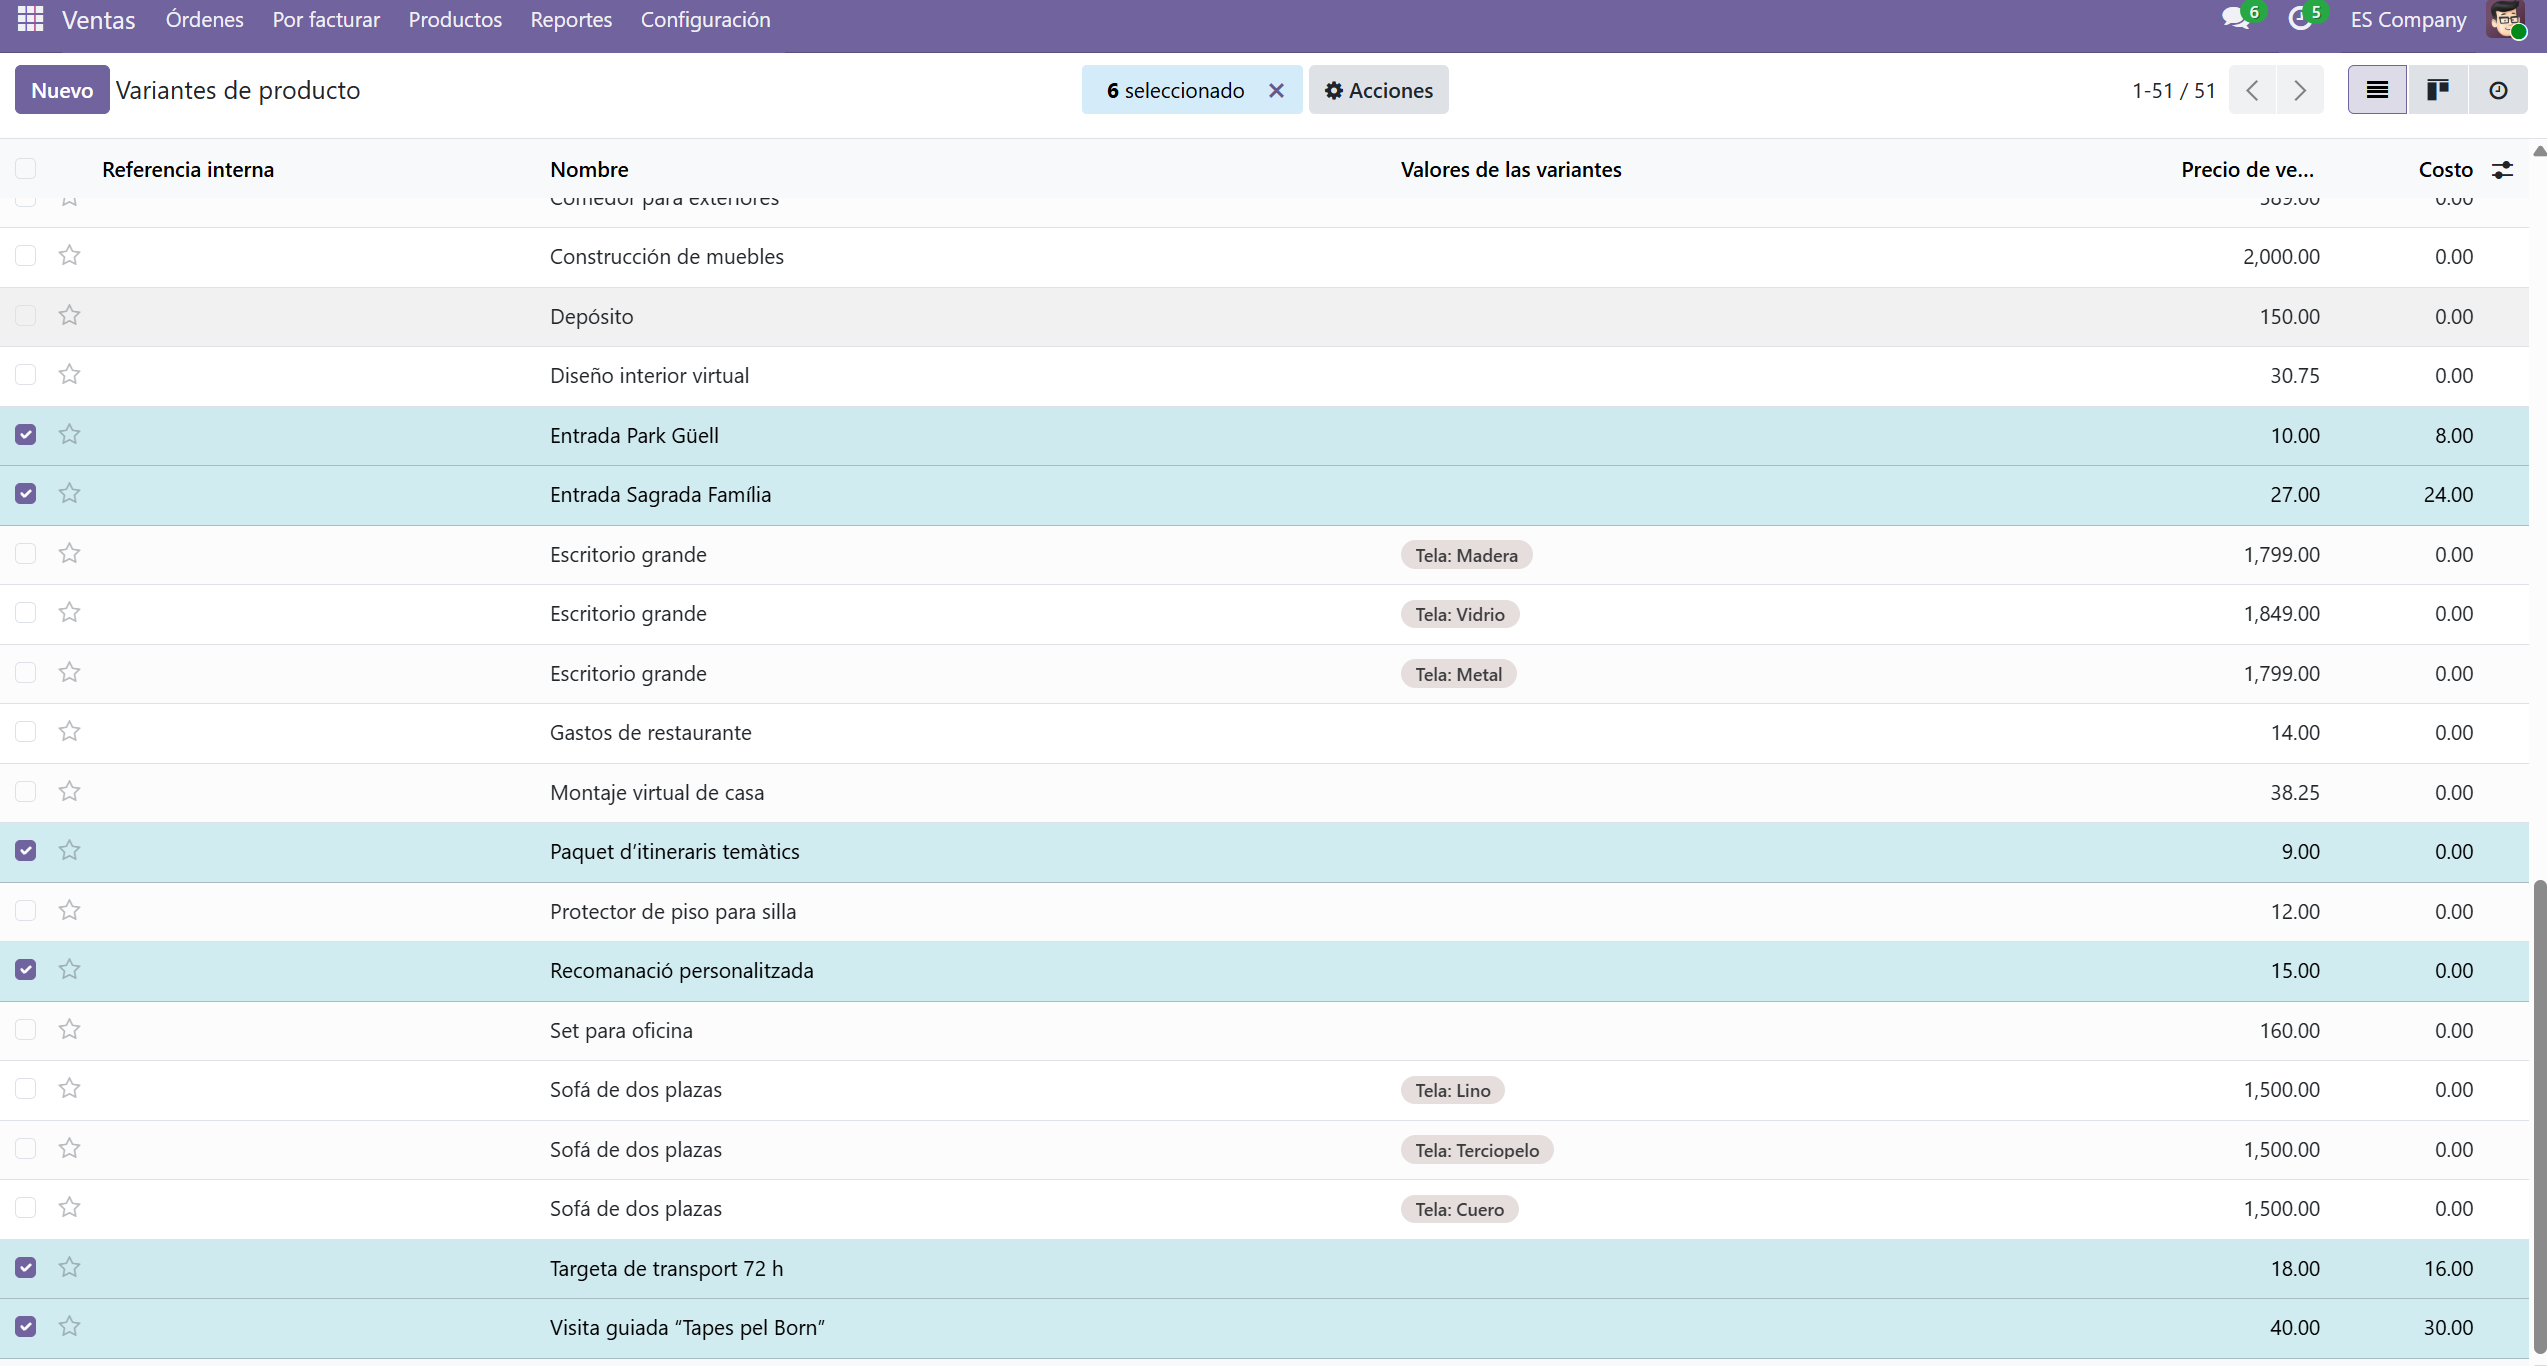 Ventas Órdenes Por facturar Productos Reportes Configuración 6 5 ES Company
Nuevo Variantes de producto 6 seleccionado Acciones 1-51 / 51
Referencia interna Nombre Valores de las variantes Precio de ve... Costo
Comedor para exteriores 589.00 0.00
Construcción de muebles 2,000.00 0.00
Depósito 150.00 0.00
Diseño interior virtual 30.75 0.00
Entrada Park Güell 10.00 8.00
Entrada Sagrada Família 27.00 24.00
Escritorio grande Tela: Madera 1,799.00 0.00
Escritorio grande Tela: Vidrio 1,849.00 0.00
Escritorio grande Tela: Metal 1,799.00 0.00
Gastos de restaurante 14.00 0.00
Montaje virtual de casa 38.25 0.00
Paquet d’itineraris temàtics 9.00 0.00
Protector de piso para silla 12.00 0.00
Recomanació personalitzada 15.00 0.00
Set para oficina 160.00 0.00
Sofá de dos plazas Tela: Lino 1,500.00 0.00
Sofá de dos plazas Tela: Terciopelo 1,500.00 0.00
Sofá de dos plazas Tela: Cuero 1,500.00 0.00
Targeta de transport 72 h 18.00 16.00
Visita guiada “Tapes pel Born” 40.00 30.00